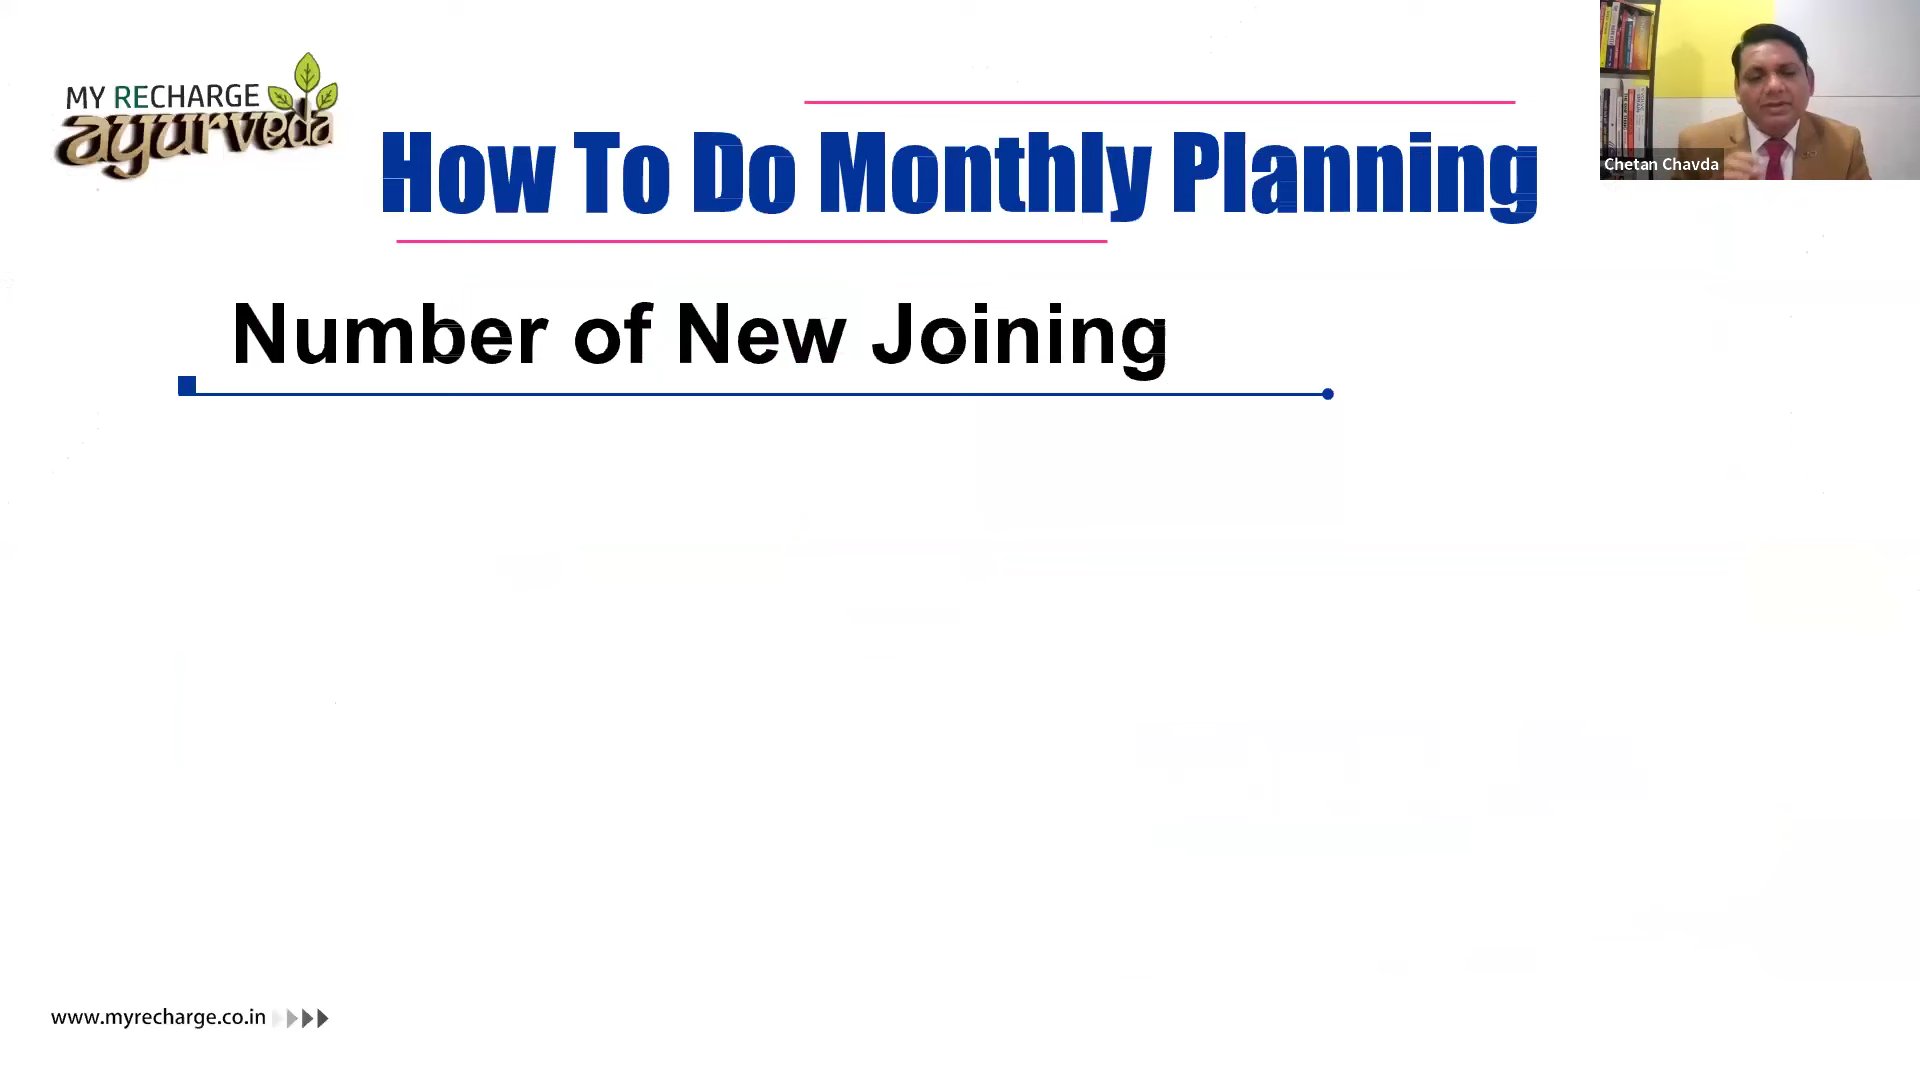 MY RECHARGE
ayurveda
How To Do Monthly Planning
Chetan Chavda
Number of New Joining
www.myrecharge.co.in